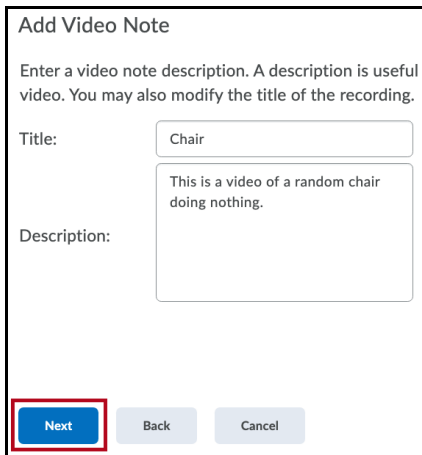 Add Video Note
Enter a video note description. A description is useful
video. You may also modify the title of the recording.
Title:
Chair
This is a video of a random chair
doing nothing.
Description:
Next
Back
Cancel